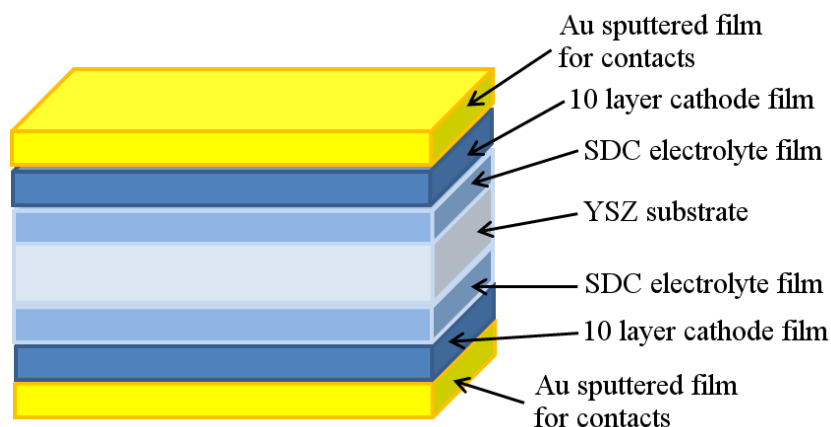 Au sputtered film
for contacts
10 layer cathode film
SDC electrolyte film
YSZ substrate
SDC electrolyte film
10 layer cathode film
Au sputtered film
for contacts